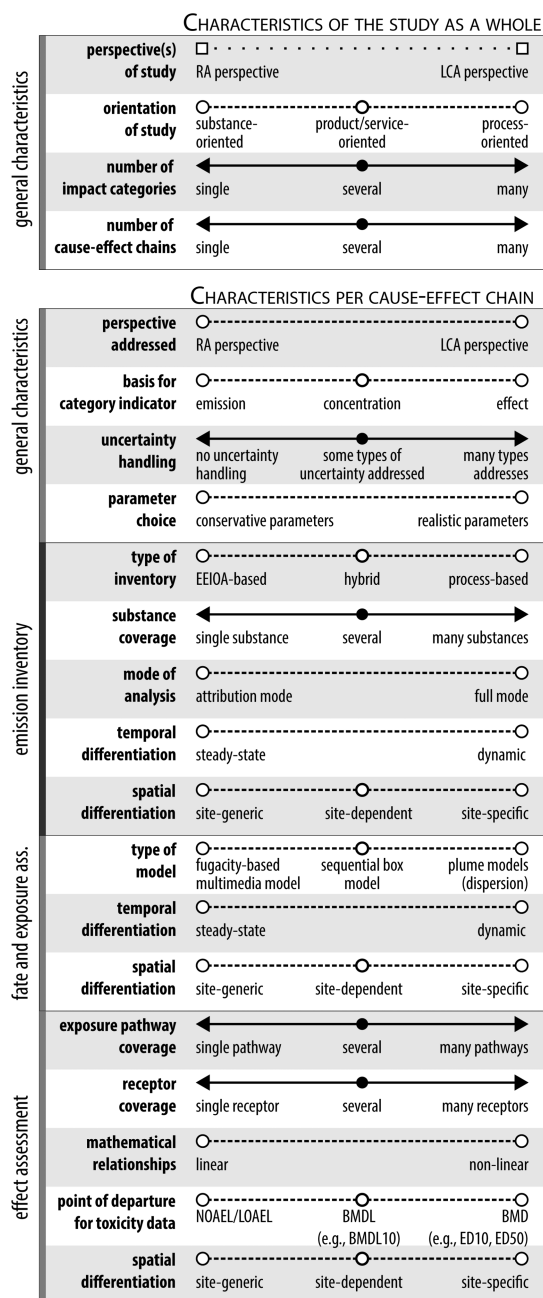 CHARACTERISTICS OF THE STUDY AS A WHOLE
general characteristics
perspective(s)
of study
RA perspective LCA perspective
orientation
of study
substance-
oriented
product/service-
oriented
process-
oriented
number of
impact categories
single several many
number of
cause-effect chains
single several many
CHARACTERISTICS PER CAUSE-EFFECT CHAIN
general characteristics
perspective
addressed
RA perspective LCA perspective
basis for
category indicator
emission concentration effect
uncertainty
handling
no uncertainty
handling
some types of
uncertainty addressed
many types
addresses
parameter
choice
conservative parameters realistic parameters
emission inventory
type of
inventory
EEIOA-based hybrid process-based
substance
coverage
single substance several many substances
mode of
analysis
attribution mode full mode
temporal
differentiation
steady-state dynamic
spatial
differentiation
site-generic site-dependent site-specific
fate and exposure ass.
type of
model
fugacity-based
multimedia model
sequential box
model
plume models
(dispersion)
temporal
differentiation
steady-state dynamic
spatial
differentiation
site-generic site-dependent site-specific
effect assessment
exposure pathway
coverage
single pathway several many pathways
receptor
coverage
single receptor several many receptors
mathematical
relationships
linear non-linear
point of departure
for toxicity data
NOAEL/LOAEL
BMDL
(e.g., BMDL10)
BMD
(e.g., ED10, ED50)
spatial
differentiation
site-generic site-dependent site-specific